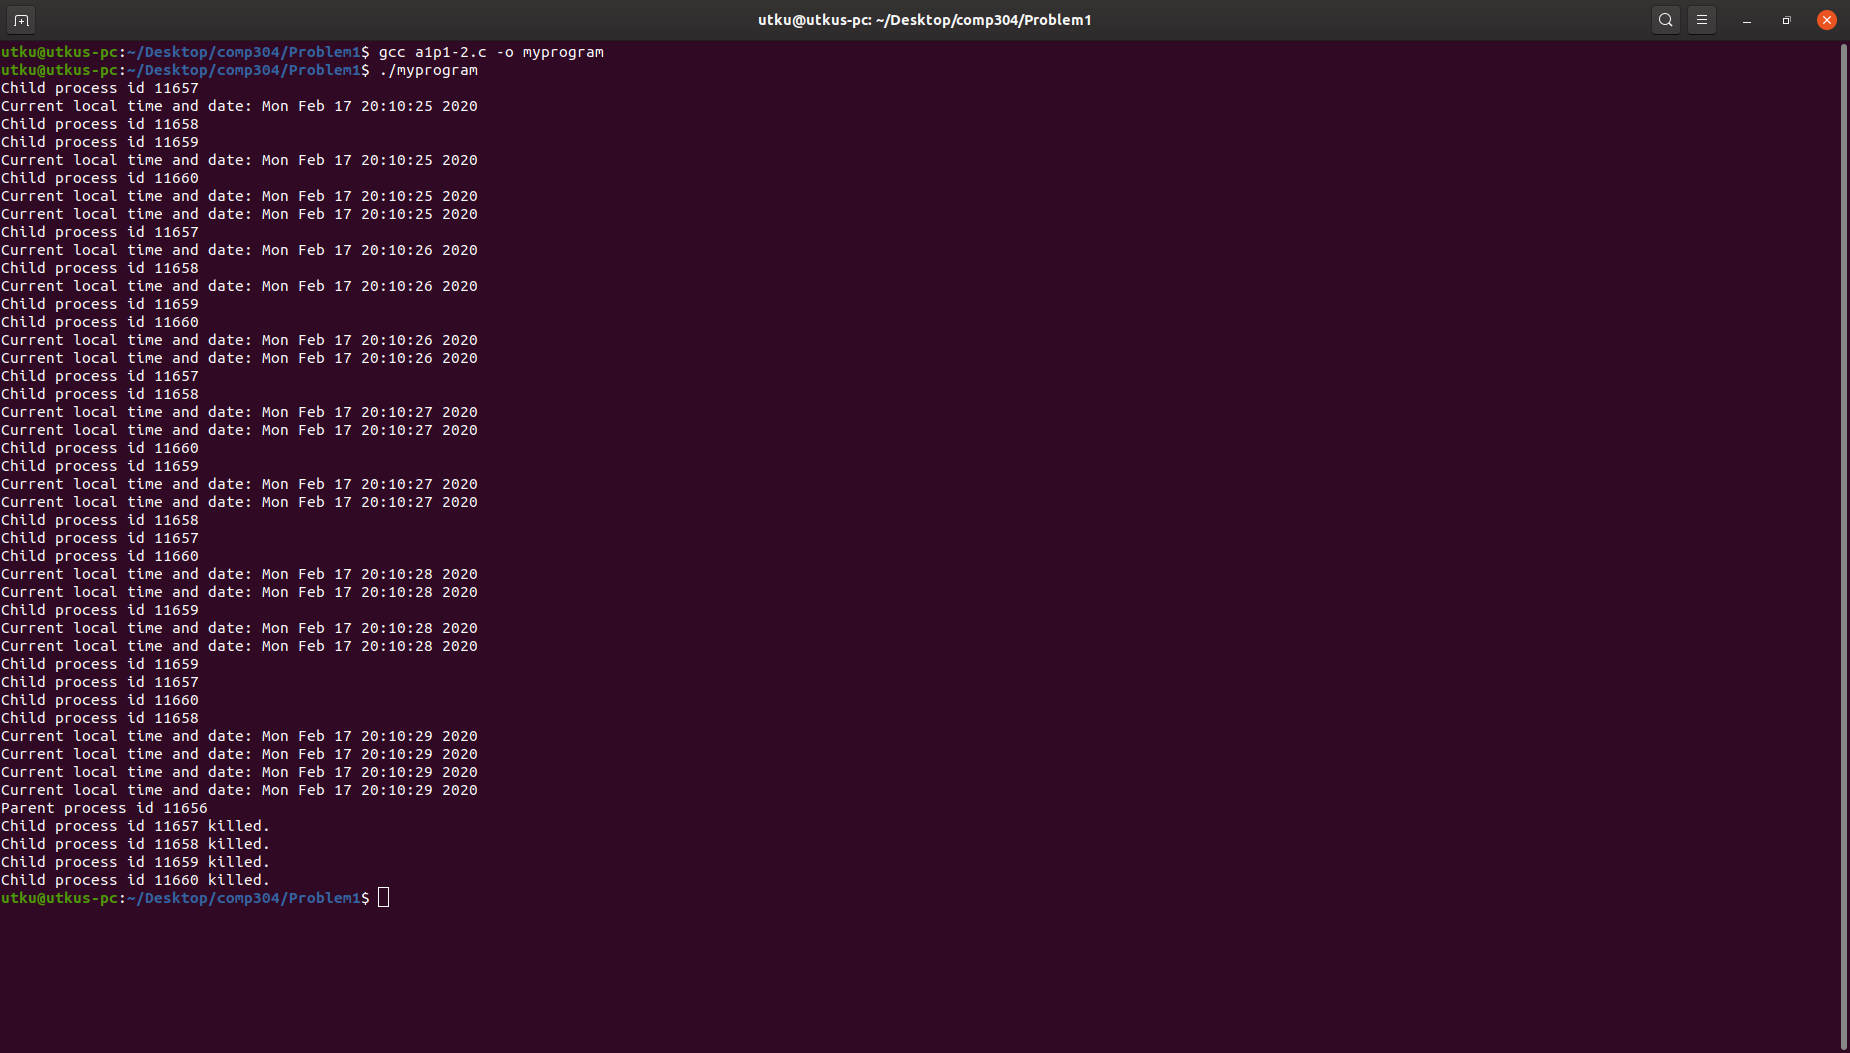 utku@utkus-pc: ~/Desktop/comp304/Problem1
utku@utkus-pc:~/Desktop/comp304/Problem1$ gcc a1p1-2.c -o myprogram
utku@utkus-pc:~/Desktop/comp304/Problem1$ ./myprogram
Child process id 11657
Current local time and date: Mon Feb 17 20:10:25 2020
Child process id 11658
Child process id 11659
Current local time and date: Mon Feb 17 20:10:25 2020
Child process id 11660
Current local time and date: Mon Feb 17 20:10:25 2020
Current local time and date: Mon Feb 17 20:10:25 2020
Child process id 11657
Current local time and date: Mon Feb 17 20:10:26 2020
Child process id 11658
Current local time and date: Mon Feb 17 20:10:26 2020
Child process id 11659
Child process id 11660
Current local time and date: Mon Feb 17 20:10:26 2020
Current local time and date: Mon Feb 17 20:10:26 2020
Child process id 11657
Child process id 11658
Current local time and date: Mon Feb 17 20:10:27 2020
Current local time and date: Mon Feb 17 20:10:27 2020
Child process id 11660
Child process id 11659
Current local time and date: Mon Feb 17 20:10:27 2020
Current local time and date: Mon Feb 17 20:10:27 2020
Child process id 11658
Child process id 11657
Child process id 11660
Current local time and date: Mon Feb 17 20:10:28 2020
Current local time and date: Mon Feb 17 20:10:28 2020
Child process id 11659
Current local time and date: Mon Feb 17 20:10:28 2020
Current local time and date: Mon Feb 17 20:10:28 2020
Child process id 11659
Child process id 11657
Child process id 11660
Child process id 11658
Current local time and date: Mon Feb 17 20:10:29 2020
Current local time and date: Mon Feb 17 20:10:29 2020
Current local time and date: Mon Feb 17 20:10:29 2020
Current local time and date: Mon Feb 17 20:10:29 2020
Parent process id 11656
Child process id 11657 killed.
Child process id 11658 killed.
Child process id 11659 killed.
Child process id 11660 killed.
utku@utkus-pc:~/Desktop/comp304/Problem1$